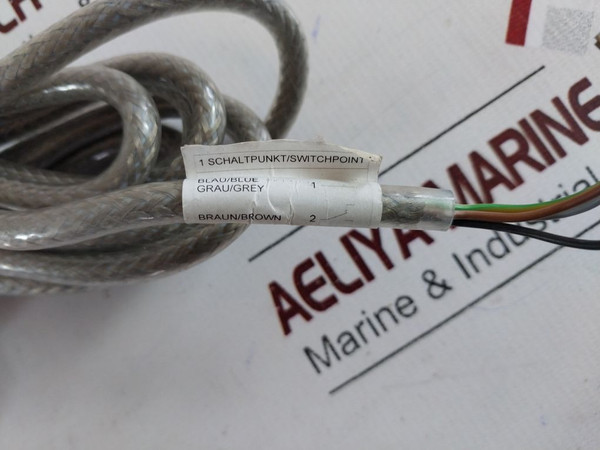 1 SCHALTPUNKT/SWITCHPOINT
BLAU/BLUE
GRAU/GREY 1
BRAUN/BROWN 2
AELIYA MARINE
Marine & Industrial